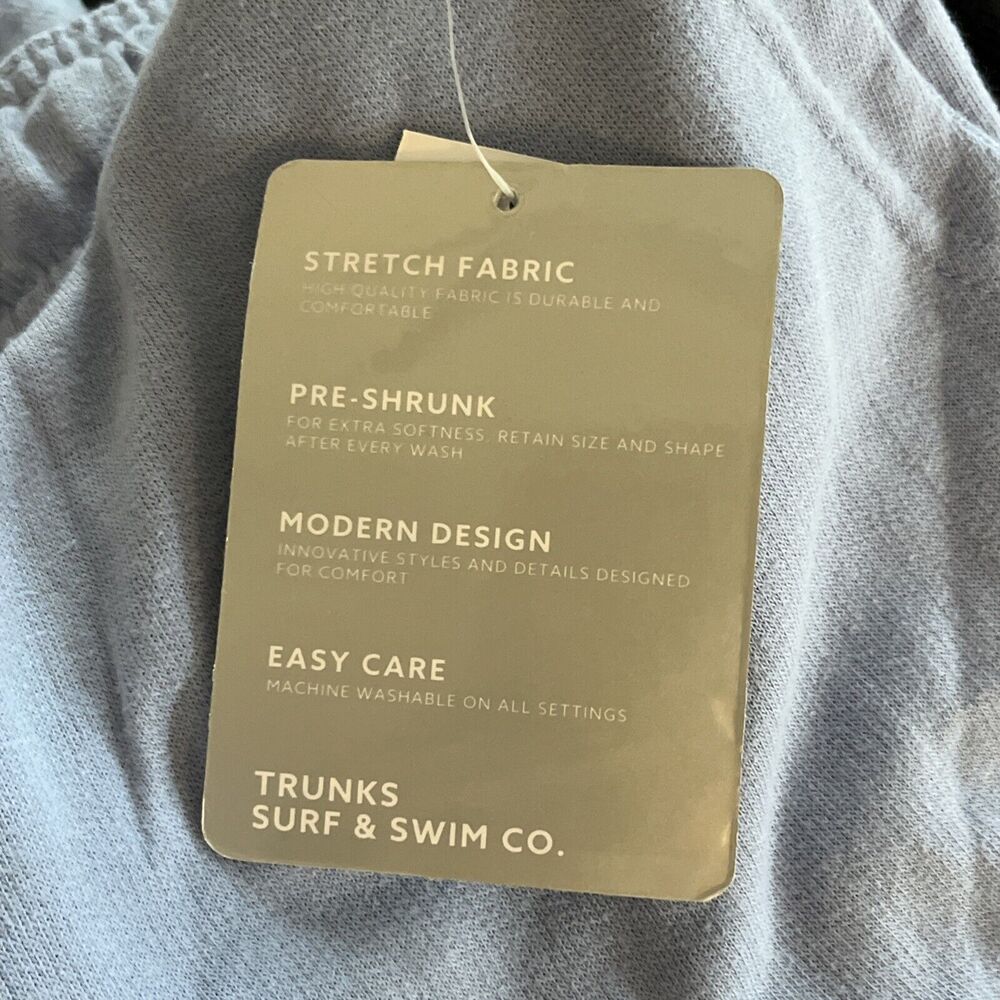 STRETCH FABRIC
HIGH QUALITY FABRIC IS DURABLE AND
COMFORTABLE
PRE-SHRUNK
FOR EXTRA SOFTNESS, RETAIN SIZE AND SHAPE
AFTER EVERY WASH
MODERN DESIGN
INNOVATIVE STYLES AND DETAILS DESIGNED
FOR COMFORT
EASY CARE
MACHINE WASHABLE ON ALL SETTINGS
TRUNKS
SURF & SWIM CO.